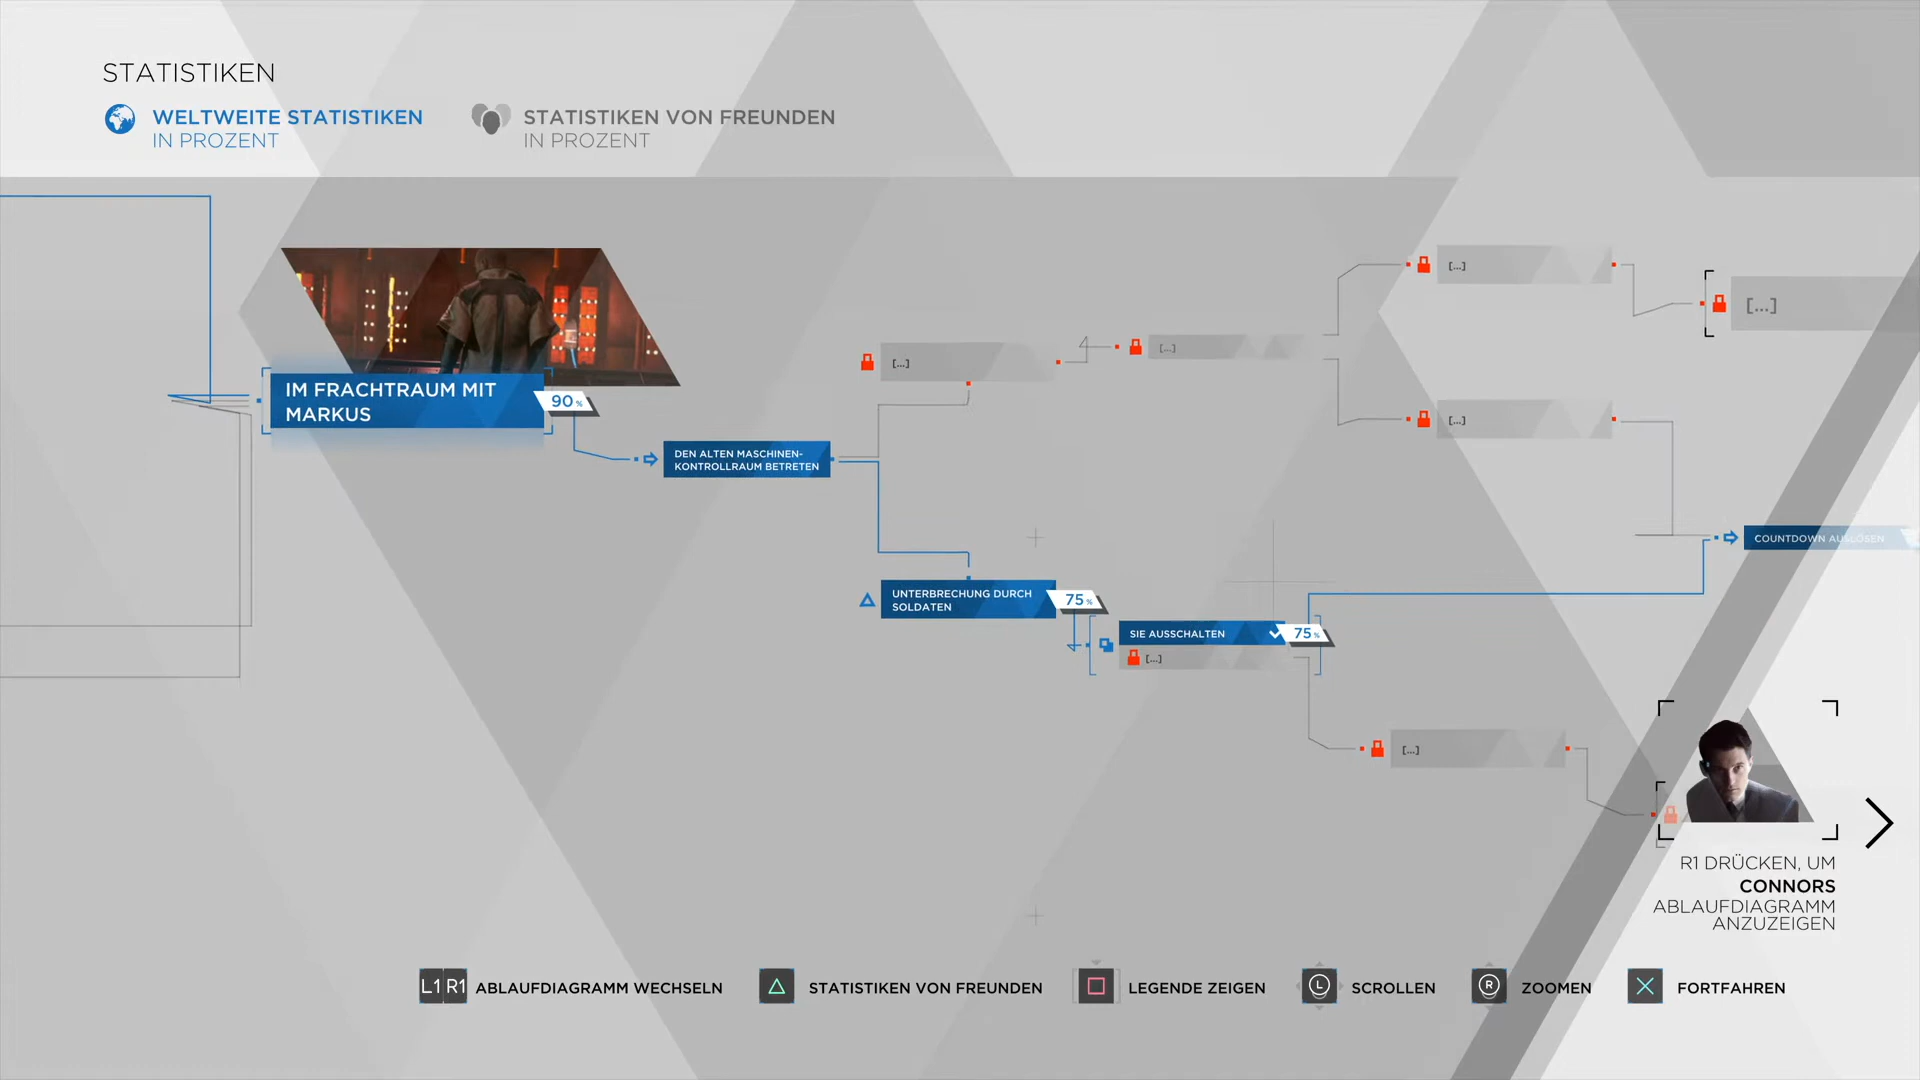 STATISTIKEN
WELTWEITE STATISTIKEN
IN PROZENT
STATISTIKEN VON FREUNDEN
IN PROZENT
[...]
[...]
[...]
[...]
IM FRACHTRAUM MIT
MARKUS
90 %
[...]
DEN ALTEN MASCHINEN-
KONTROLLRAUM BETRETEN
COUNTDOWN AUSLÖSEN
UNTERBRECHUNG DURCH
SOLDATEN
75 %
SIE AUSSCHALTEN
75 %
[...]
[...]
R1 DRÜCKEN, UM
CONNORS
ABLAUFDIAGRAMM
ANZUZEIGEN
L1 R1 ABLAUFDIAGRAMM WECHSELN
STATISTIKEN VON FREUNDEN
LEGENDE ZEIGEN
L SCROLLEN
R ZOOMEN
FORTFAHREN